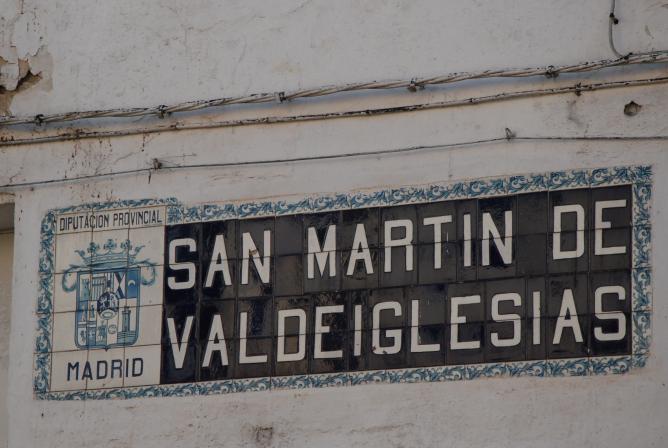 DIPUTACION PROVINCIAL
MADRID
SAN MARTIN DE
VALDEIGLESIAS